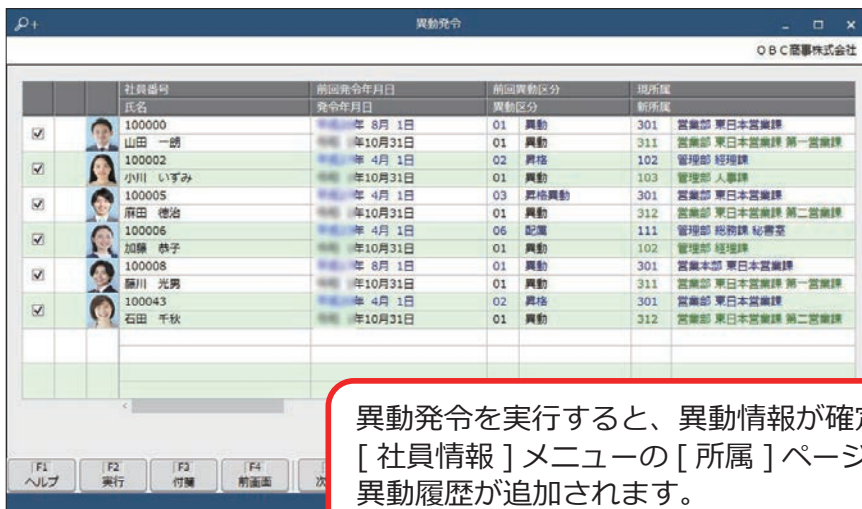 異動発令
OBC商事株式会社
社員番号 前回発令年月日 前回異動区分 現所属
氏名 発令年月日 異動区分 新所属
100000 年 8月 1日 01 異動 301 営業部 東日本営業課
山田 一朗 年10月31日 01 異動 311 営業部 東日本営業課 第一営業課
100002 年 4月 1日 02 昇格 102 管理部 経理課
小川 いずみ 年10月31日 01 異動 103 管理部 人事課
100005 年 4月 1日 03 昇格異動 301 営業部 東日本営業課
麻田 徳治 年10月31日 01 異動 312 営業部 東日本営業課 第二営業課
100006 年 4月 1日 06 配属 111 管理部 総務課 秘書室
加藤 恭子 年10月31日 01 異動 102 管理部 経理課
100008 年 8月 1日 01 異動 301 営業本部 東日本営業課
藤川 光男 年10月31日 01 異動 311 営業部 東日本営業課 第一営業課
100043 年 4月 1日 02 昇格 301 営業部 東日本営業課
石田 千秋 年10月31日 01 異動 312 営業部 東日本営業課 第二営業課
異動発令を実行すると、異動情報が確定
[ 社員情報 ] メニューの [ 所属 ] ページ
異動履歴が追加されます。
F1 F2 F3 F4
ヘルプ 実行 付箋 前画面 次